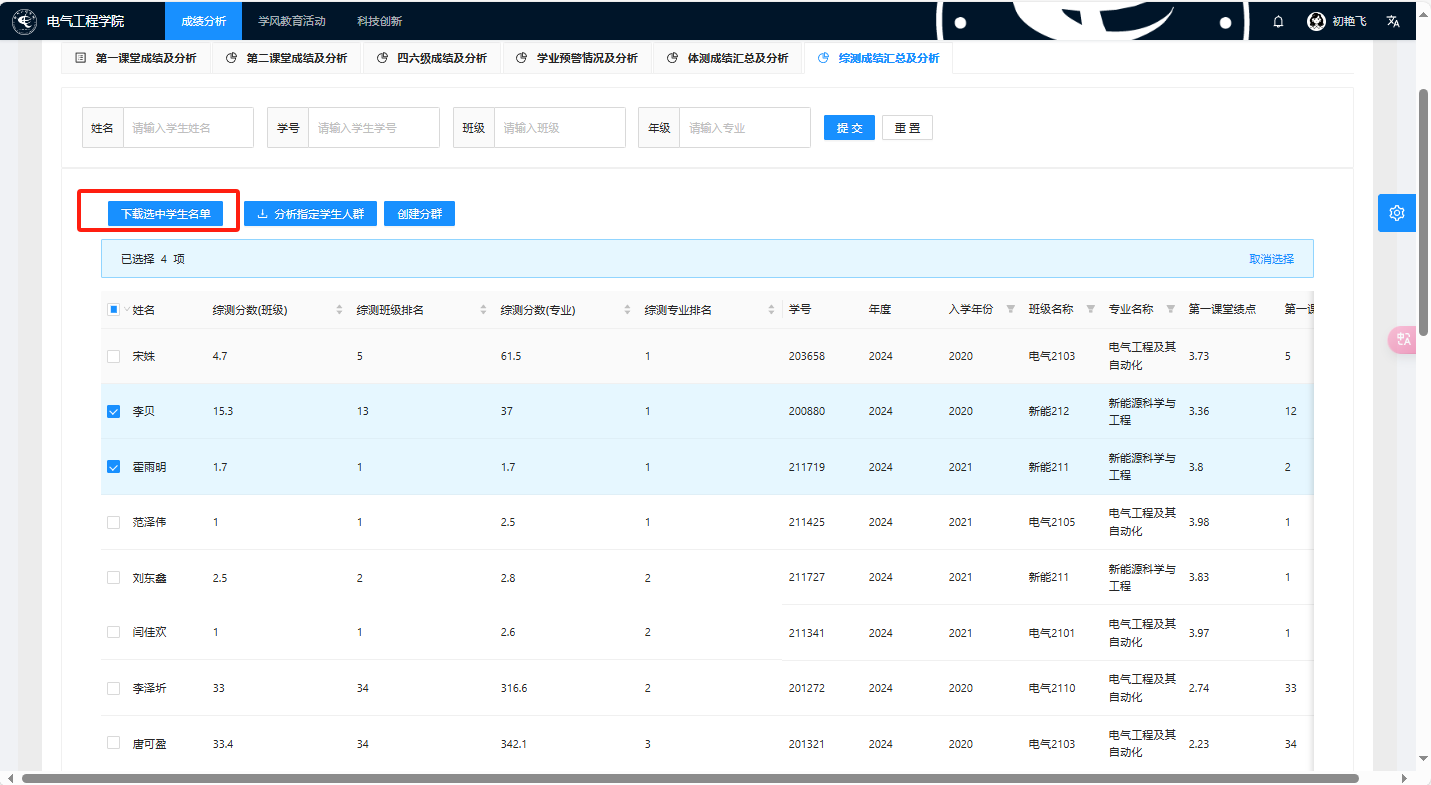 电气工程学院 成绩分析 学风教育活动 科技创新 初艳飞
第一课堂成绩及分析 第二课堂成绩及分析 四六级成绩及分析 学业预警情况及分析 体测成绩汇总及分析 综测成绩汇总及分析
姓名 请输入学生姓名 学号 请输入学生学号 班级 请输入班级 年级 请输入专业 提 交 重 置
下载选中学生名单 分析指定学生人群 创建分群
已选择 4 项 取消选择
姓名 综测分数(班级) 综测班级排名 综测分数(专业) 综测专业排名 学号 年度 入学年份 班级名称 专业名称 第一课堂绩点 第一课
宋姝 4.7 5 61.5 1 203658 2024 2020 电气2103 电气工程及其 3.73 5
自动化
李贝 15.3 13 37 1 200880 2024 2020 新能212 新能源科学与 3.36 12
工程
霍雨明 1.7 1 1.7 1 211719 2024 2021 新能211 新能源科学与 3.8 2
工程
范泽伟 1 1 2.5 1 211425 2024 2021 电气2105 电气工程及其 3.98 1
自动化
刘东鑫 2.5 2 2.8 2 211727 2024 2021 新能211 新能源科学与 3.83 1
工程
闫佳欢 1 1 2.6 2 211341 2024 2021 电气2101 电气工程及其 3.97 1
自动化
李泽圻 33 34 316.6 2 201272 2024 2020 电气2110 电气工程及其 2.74 33
自动化
唐可盈 33.4 34 342.1 3 201321 2024 2020 电气2103 电气工程及其 2.23 34
自动化